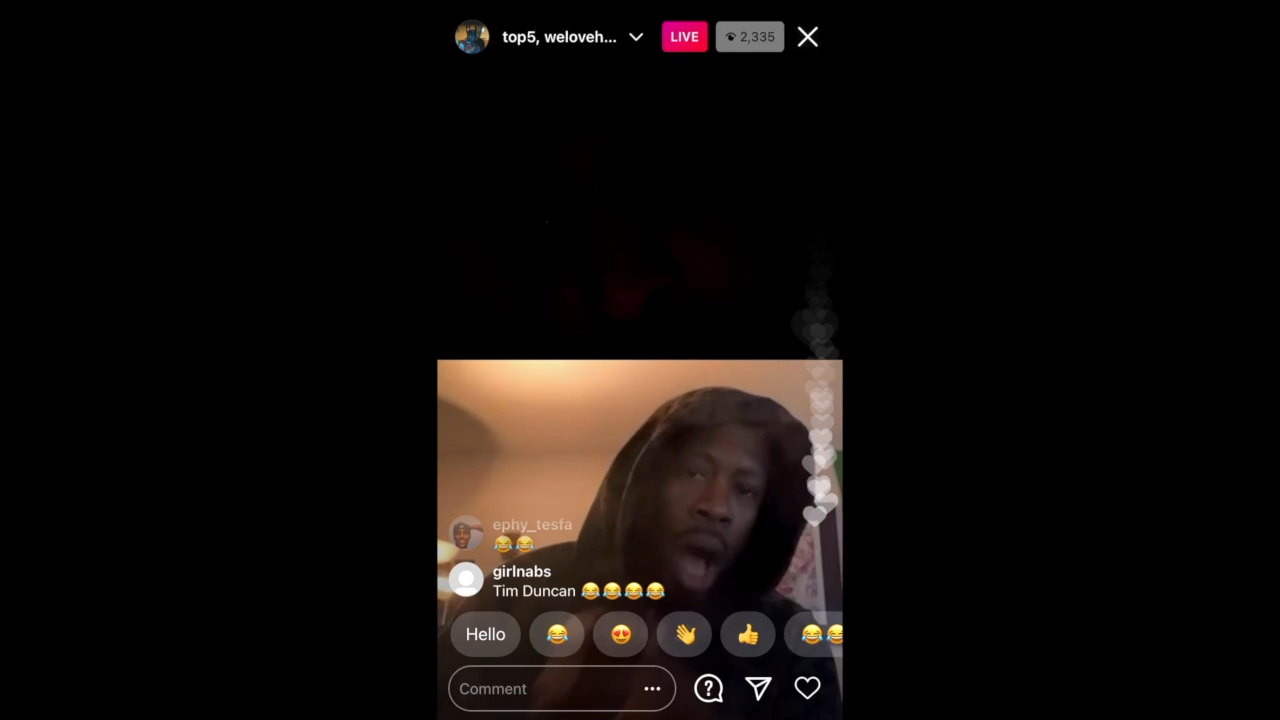 top5, weloveh...
LIVE
2,335
ephy_tesfa
😂😂
girlnabs
Tim Duncan 😂😂😂😂
Hello 😂 😍 👋 👍 😂😂
Comment